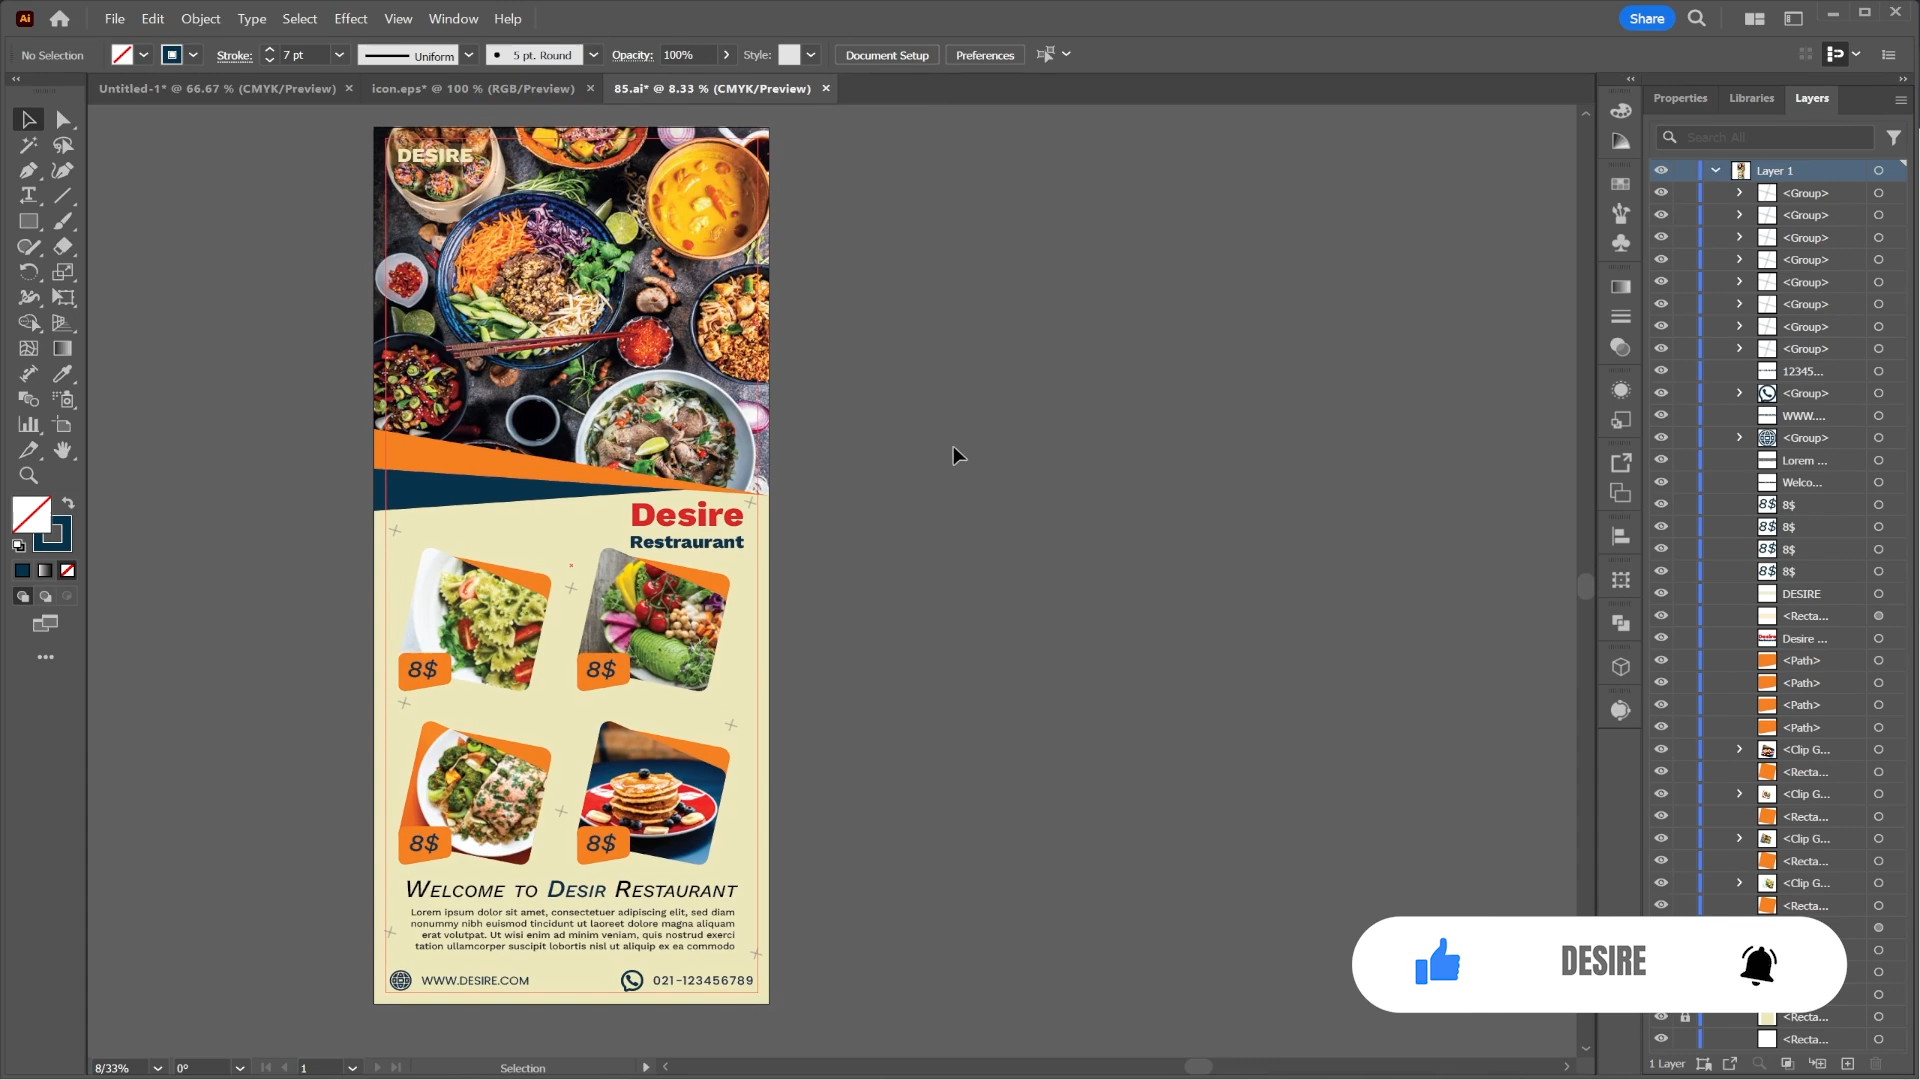 Ai File Edit Object Type Select Effect View Window Help Share
No Selection Stroke: 7 pt Uniform 5 pt. Round Opacity: 100% Style: Document Setup Preferences
Untitled-1* @ 66.67 % (CMYK/Preview) × icon.eps* @ 100 % (RGB/Preview) × 85.ai* @ 8.33 % (CMYK/Preview) ×
Properties Libraries Layers
Search All
Layer 1
<Group>
<Group>
<Group>
<Group>
<Group>
<Group>
<Group>
<Group>
12345...
<Group>
WWW....
<Group>
Lorem ...
Welco...
8$
8$
8$
8$
DESIRE
<Recta...
Desire ...
<Path>
<Path>
<Path>
<Path>
<Clip G...
<Recta...
<Clip G...
<Recta...
<Clip G...
<Recta...
<Clip G...
<Recta...
<Recta...
<Recta...
1 Layer
DESIRE
Desire
Restraurant
8$
8$
8$
8$
WELCOME TO DESIR RESTAURANT
Lorem ipsum dolor sit amet, consectetuer adipiscing elit, sed diam
nonummy nibh euismod tincidunt ut laoreet dolore magna aliquam
erat volutpat. Ut wisi enim ad minim veniam, quis nostrud exerci
tation ullamcorper suscipit lobortis nisl ut aliquip ex ea commodo
WWW.DESIRE.COM
021-123456789
DESIRE
8/33% 0° 1 Selection